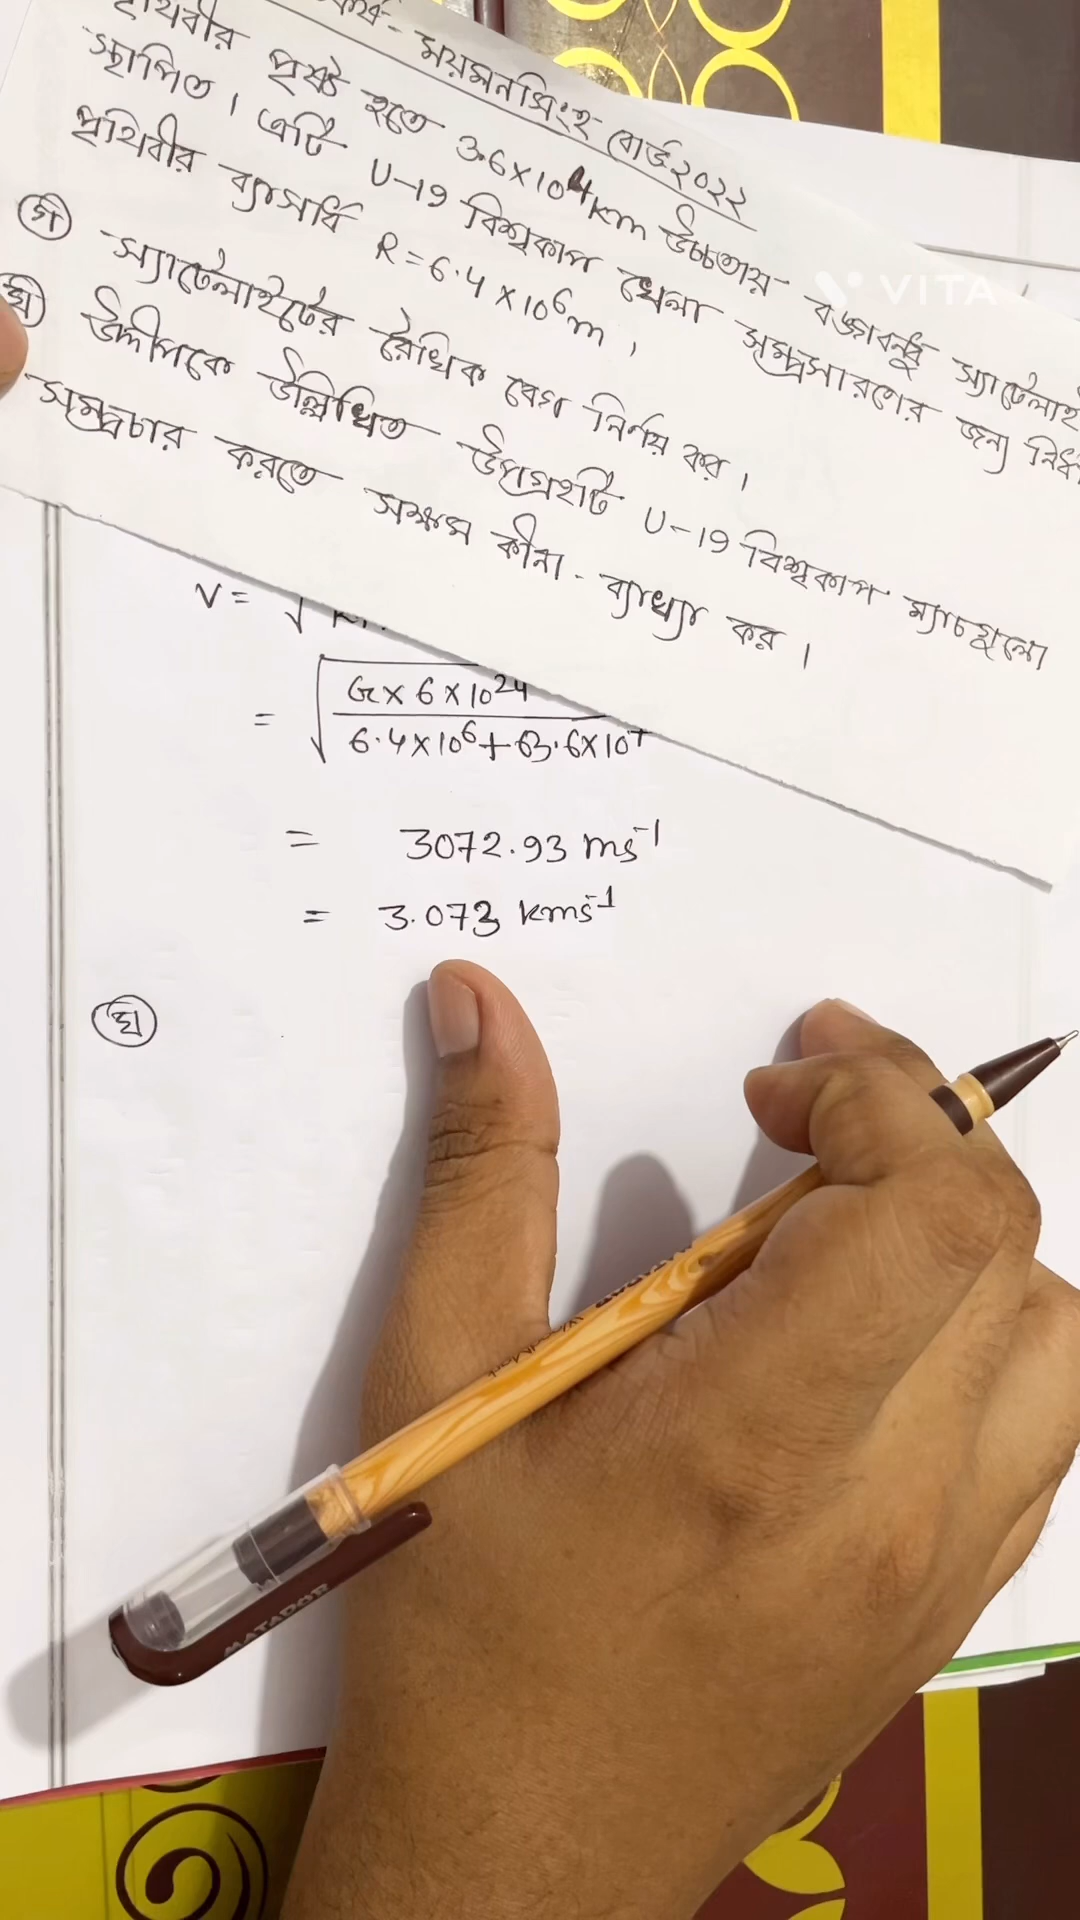 ময়মনসিংহ বোর্ড ২০২২
পৃষ্ট হতে 3.6×10⁴km উচ্চতায় বঙ্গবন্ধু
স্থাপিত। এটি U-19 বিশ্বকাপ খেলা সম্প্রসারণের জন্য
পৃথিবীর ব্যাসার্ধ R=6.4×10⁶m,
গ স্যাটেলাইটের রৈখিক বেগ নির্ণয় কর।
ঘ উদ্দীপকে উল্লিখিত উপগ্রহটি U-19 বিশ্বকাপ ম্যাচগুলো
সম্প্রচার করতে সক্ষম কীনা- ব্যাখ্যা কর।
VITA
V= √
= √ G×6×10²⁴
6.4×10⁶+3.6×10⁷
= 3072.93 ms⁻¹
= 3.073 kms⁻¹
ঘ
MATADOR